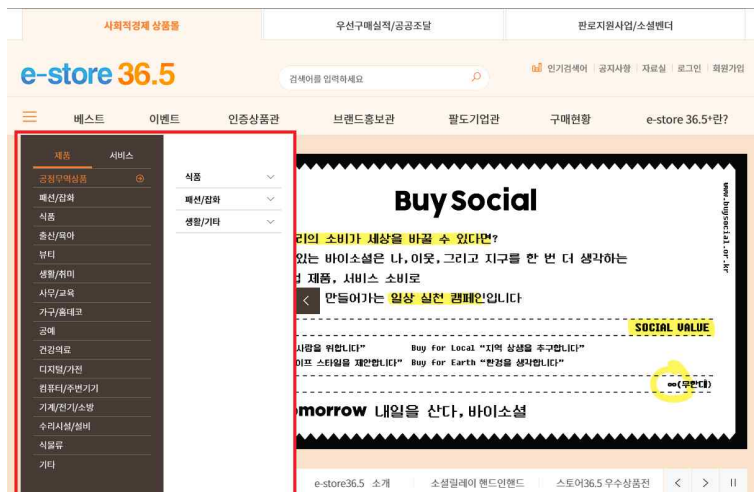 사회적경제 상품몰
우선구매실적/공공조달
판로지원사업/소셜벤더
e-store 36.5
검색어를 입력하세요
인기검색어 공지사항 자료실 로그인 회원가입
베스트 이벤트 인증상품관 브랜드홍보관 팔도기업관 구매현황 e-store 36.5+란?
제품 서비스
공정무역상품
패션/잡화
식품
출산/육아
뷰티
생활/취미
사무/교육
가구/홈데코
공예
건강의료
디지털/가전
컴퓨터/주변기기
기계/전기/소방
수리시설/설비
식물류
기타
식품
패션/잡화
생활/기타
Buy Social
www.buysocial.or.kr
리의 소비가 세상을 바꿀 수 있다면?
있는 바이소셜은 나, 이웃, 그리고 지구를 한 번 더 생각하는
제품, 서비스 소비로
만들어가는 일상 실천 캠페인입니다
SOCIAL VALUE
사람을 위합니다” Buy for Local “지역 상생을 추구합니다”
이프 스타일을 제안합니다” Buy for Earth “환경을 생각합니다”
∞(무한대)
omorrow 내일을 산다, 바이소셜
e-store36.5 소개 소셜릴레이 핸드인핸드 스토어36.5 우수상품전